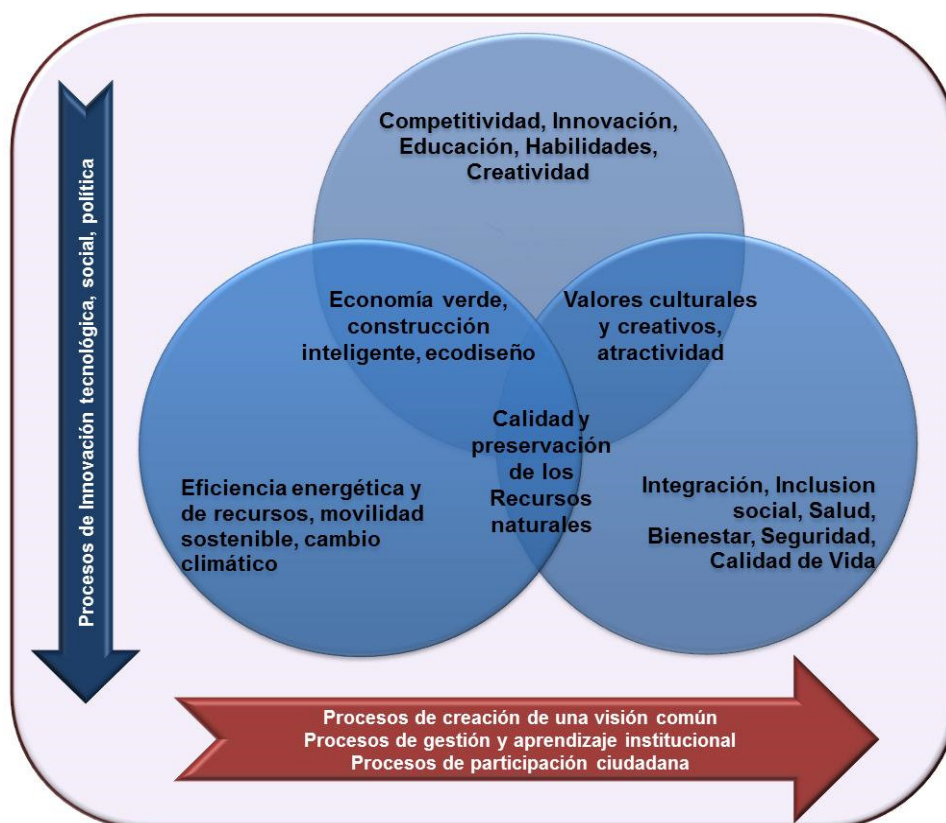 Procesos de Innovación tecnológica, social, política
Competitividad, Innovación,
Educación, Habilidades,
Creatividad
Economía verde,
construcción
inteligente, ecodiseño
Valores culturales
y creativos,
atractividad
Calidad y
preservación
de los
Recursos
naturales
Eficiencia energética y
de recursos, movilidad
sostenible, cambio
climático
Integración, Inclusion
social, Salud,
Bienestar, Seguridad,
Calidad de Vida
Procesos de creación de una visión común
Procesos de gestión y aprendizaje institucional
Procesos de participación ciudadana